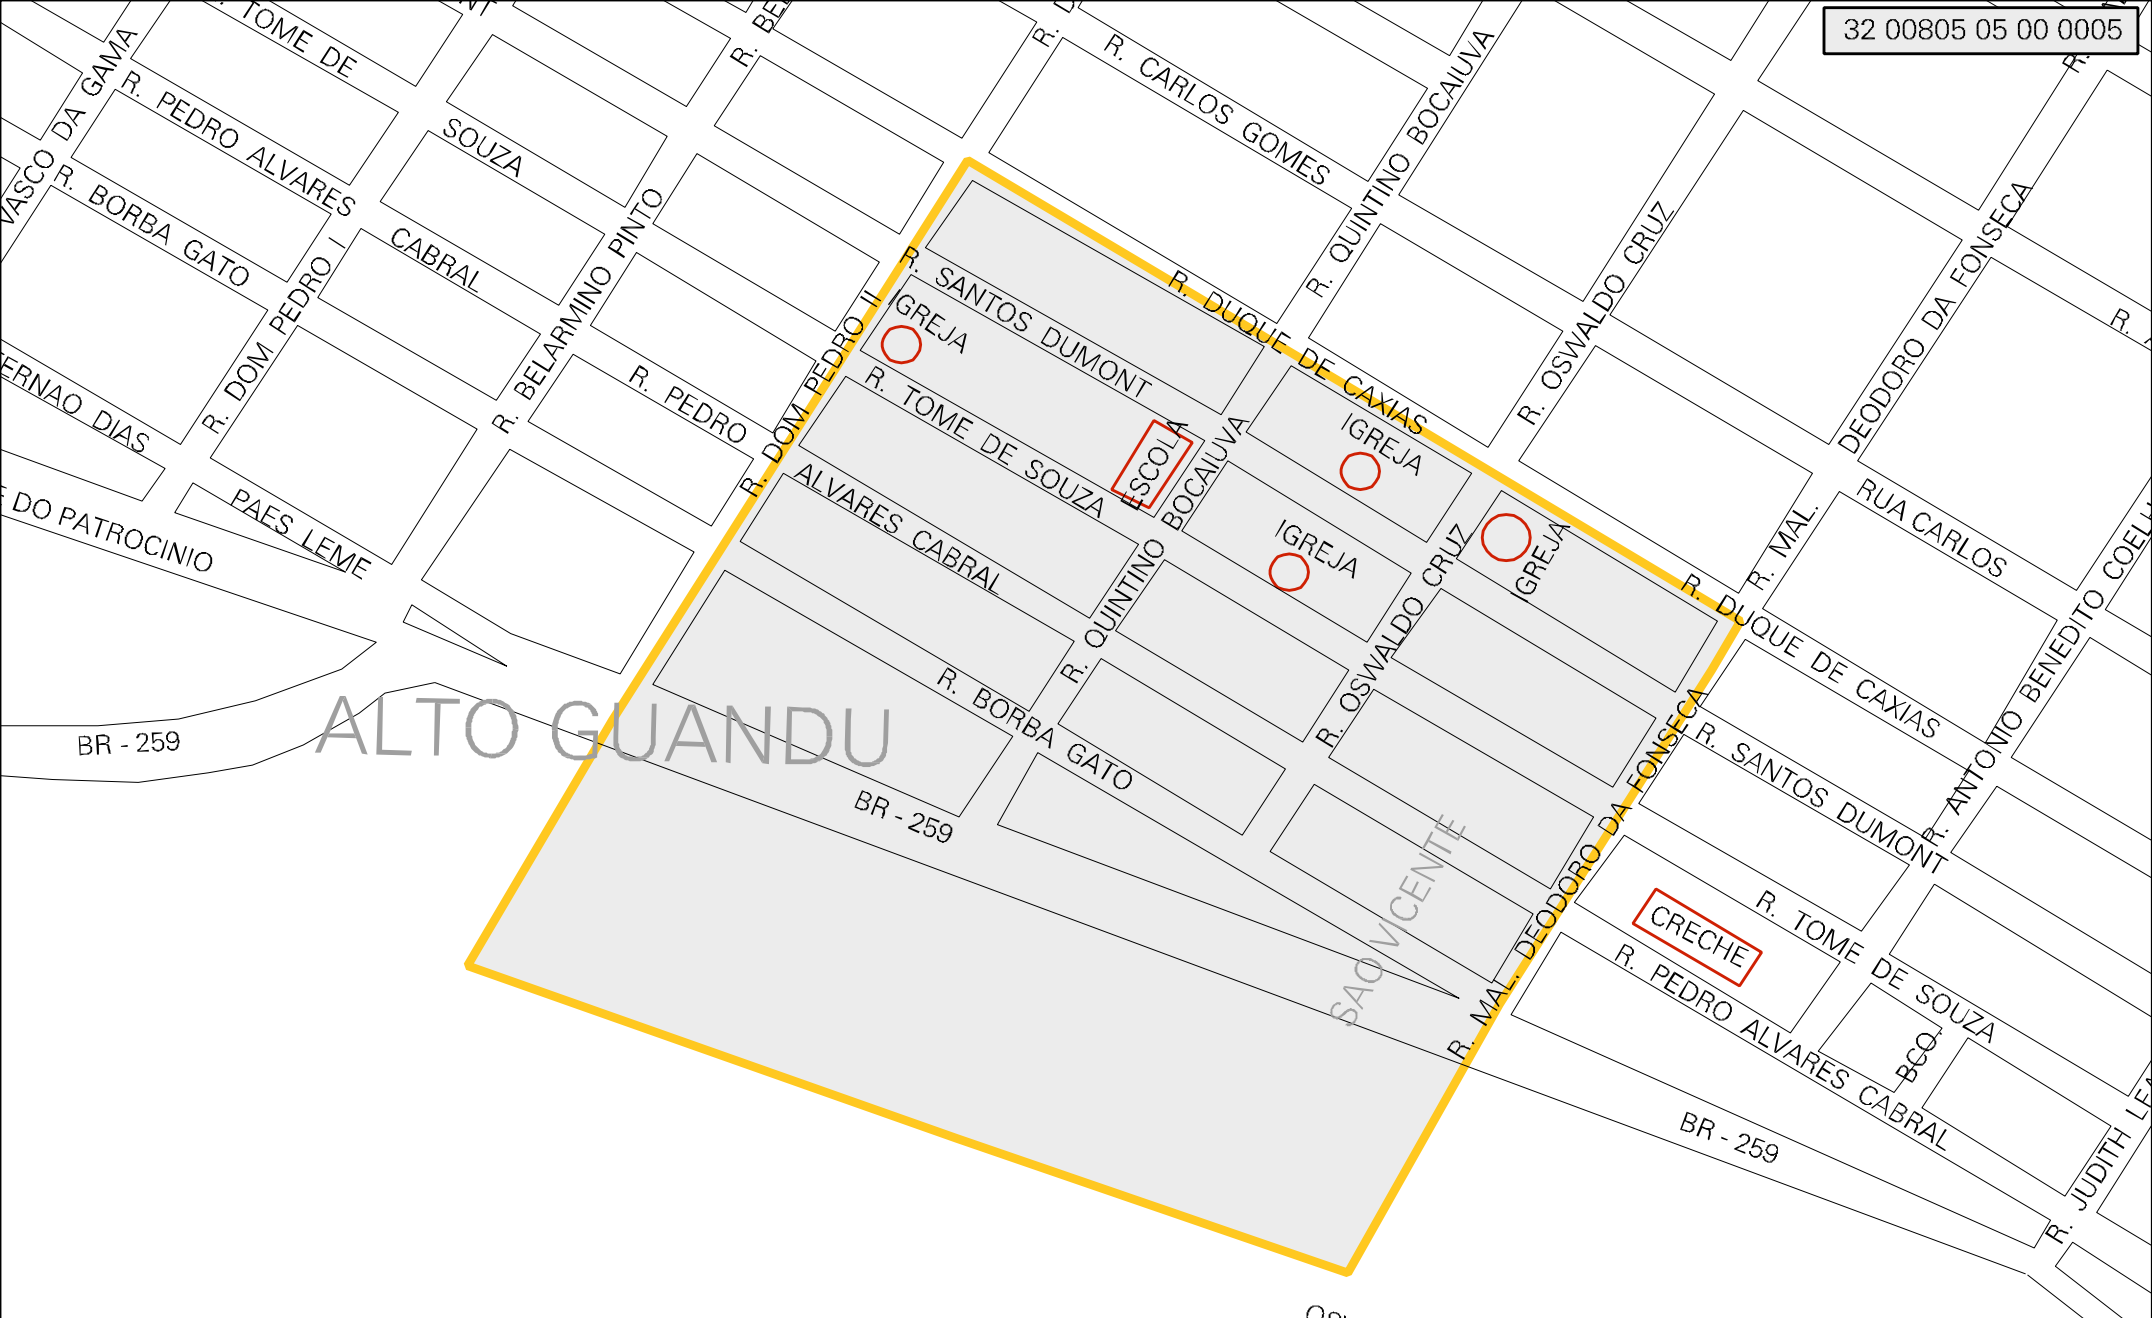 32 00805 05 00 0005
TOME DE
SOUZA
R. PEDRO ALVARES
CABRAL
R. BORBA GATO
VASCO DA GAMA
R. DOM PEDRO I
R. BELARMINO PINTO
DIAS
PAES LEME
DO PATROCINIO
BR - 259
ALTO GUANDU
R. PEDRO
R. DOM PEDRO II
R. CARLOS GOMES
R. QUINTINO BOCAIUVA
R. OSWALDO CRUZ
DEODORO DA FONSECA
R. MAL.
R. DUQUE DE CAXIAS
R. SANTOS DUMONT
IGREJA
R. TOME DE SOUZA
ESCOLA
BOCAIUVA
R. QUINTINO
IGREJA
IGREJA
IGREJA
ALVARES CABRAL
R. OSWALDO CRUZ
R. BORBA GATO
BR - 259
SAO VICENTE
R. MAL. DEODORO DA FONSECA
RUA CARLOS
R. DUQUE DE CAXIAS
R. ANTONIO BENEDITO
R. SANTOS DUMONT
R. TOME DE SOUZA
CRECHE
R. PEDRO ALVARES CABRAL
BCO.
BR - 259
R. JUDITH
R.
R.
R.
R.